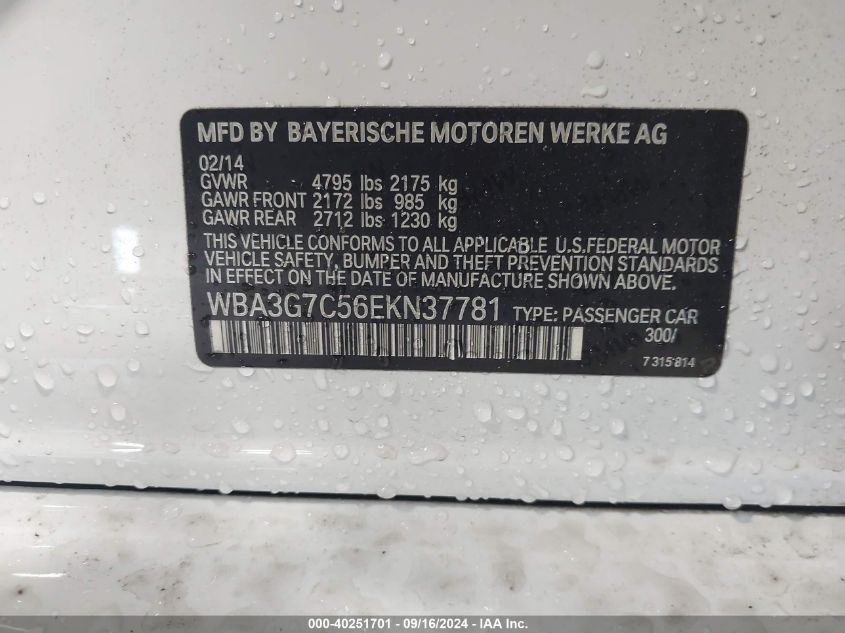 MFD BY BAYERISCHE MOTOREN WERKE AG
02/14
GVWR 4795 lbs 2175 kg
GAWR FRONT 2172 lbs 985 kg
GAWR REAR 2712 lbs 1230 kg
THIS VEHICLE CONFORMS TO ALL APPLICABLE U.S.FEDERAL MOTOR
VEHICLE SAFETY, BUMPER AND THEFT PREVENTION STANDARDS
IN EFFECT ON THE DATE OF MANUFACTURE SHOWN ABOVE.
WBA3G7C56EKN37781 TYPE: PASSENGER CAR
300/
7 315 814
000-40251701 - 09/16/2024 - IAA Inc.